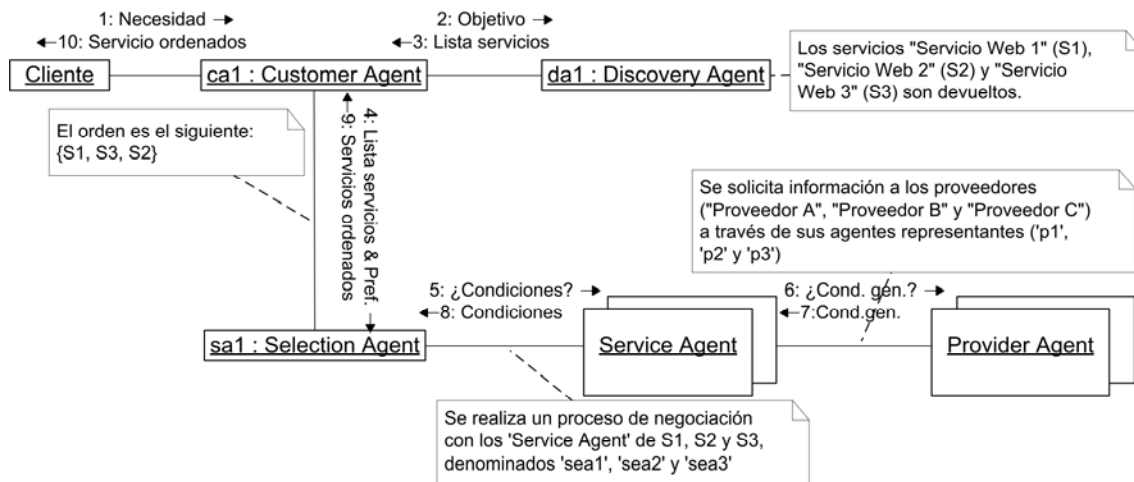 1: Necesidad
10: Servicio ordenados
2: Objetivo
3: Lista servicios
Cliente
ca1 : Customer Agent
da1 : Discovery Agent
Los servicios "Servicio Web 1" (S1),
"Servicio Web 2" (S2) y "Servicio
Web 3" (S3) son devueltos.
El orden es el siguiente:
{S1, S3, S2}
4: Lista servicios & Pref.
9: Servicios ordenados
Se solicita información a los proveedores
("Proveedor A", "Proveedor B" y "Proveedor C")
a través de sus agentes representantes ('p1',
'p2' y 'p3')
5: ¿Condiciones?
8: Condiciones
6: ¿Cond. gen.?
7:Cond.gen.
sa1 : Selection Agent
Service Agent
Provider Agent
Se realiza un proceso de negociación
con los 'Service Agent' de S1, S2 y S3,
denominados 'sea1', 'sea2' y 'sea3'